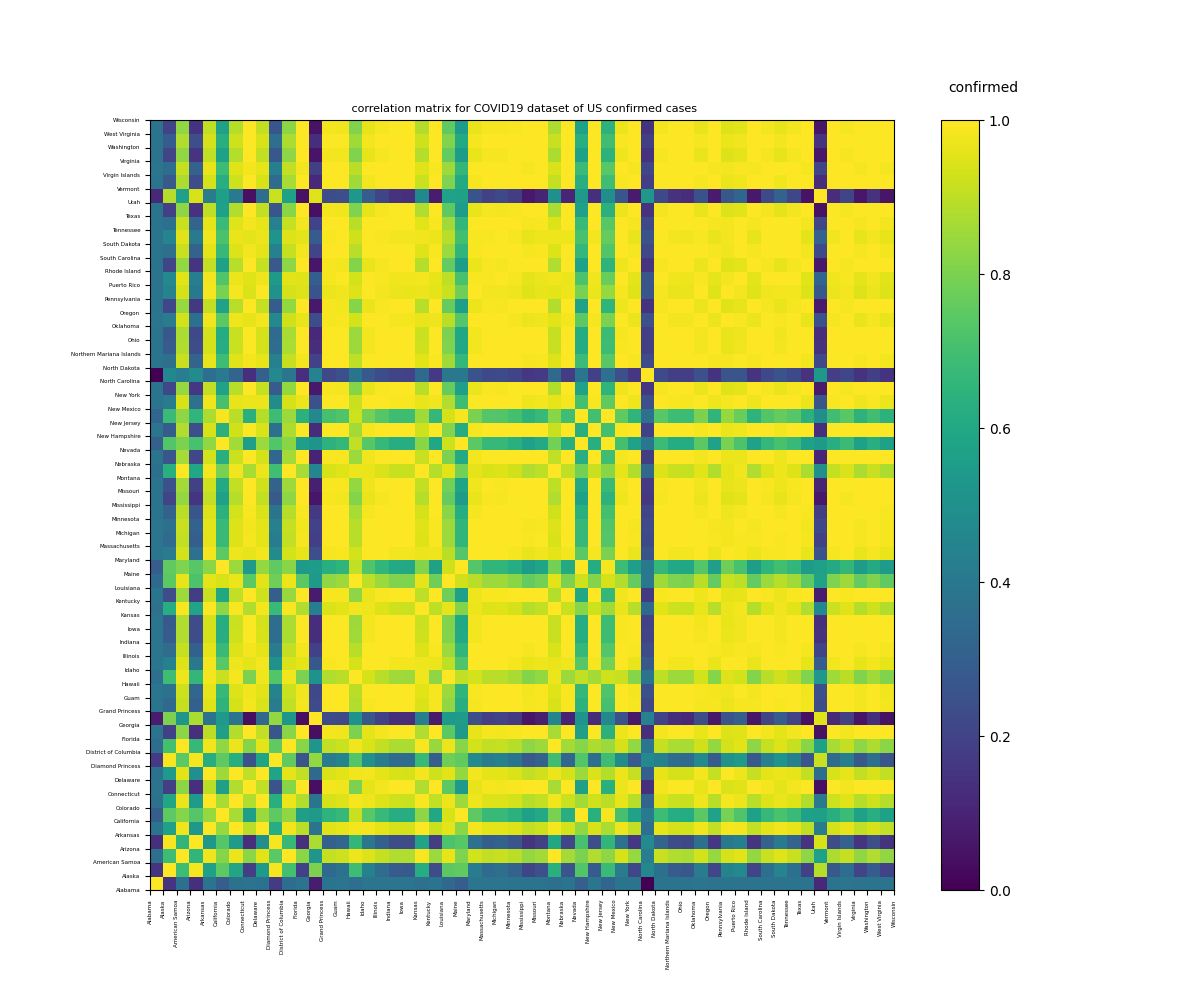 confirmed
correlation matrix for COVID19 dataset of US confirmed cases
Wisconsin
West Virginia
Washington
Virginia
Virgin Islands
Vermont
Utah
Texas
Tennessee
South Dakota
South Carolina
Rhode Island
Puerto Rico
Pennsylvania
Oregon
Oklahoma
Ohio
Northern Mariana Islands
North Dakota
North Carolina
New York
New Mexico
New Jersey
New Hampshire
Nevada
Nebraska
Montana
Missouri
Mississippi
Minnesota
Michigan
Massachusetts
Maryland
Maine
Louisiana
Kentucky
Kansas
Iowa
Indiana
Illinois
Idaho
Hawaii
Guam
Grand Princess
Georgia
Florida
District of Columbia
Diamond Princess
Delaware
Connecticut
Colorado
California
Arkansas
Arizona
American Samoa
Alaska
Alabama
Alabama
Alaska
American Samoa
Arizona
Arkansas
California
Colorado
Connecticut
Delaware
Diamond Princess
District of Columbia
Florida
Georgia
Grand Princess
Guam
Hawaii
Idaho
Illinois
Indiana
Iowa
Kansas
Kentucky
Louisiana
Maine
Maryland
Massachusetts
Michigan
Minnesota
Mississippi
Missouri
Montana
Nebraska
Nevada
New Hampshire
New Jersey
New Mexico
New York
North Carolina
North Dakota
Northern Mariana Islands
Ohio
Oklahoma
Oregon
Pennsylvania
Puerto Rico
Rhode Island
South Carolina
South Dakota
Tennessee
Texas
Utah
Vermont
Virgin Islands
Virginia
Washington
West Virginia
Wisconsin
1.0
0.8
0.6
0.4
0.2
0.0